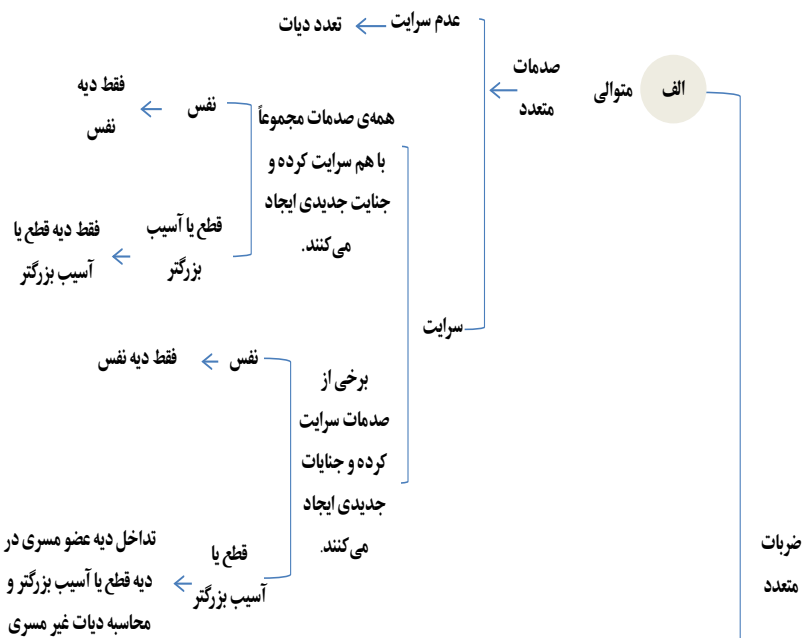 ضربات
متعدد
الف
متوالی
صدمات
متعدد
عدم سرایت
تعدد دیات
سرایت
همه‌ی صدمات مجموعاً
با هم سرایت کرده و
جنایت جدیدی ایجاد
می‌کنند.
نفس
فقط دیه
نفس
قطع یا آسیب
بزرگتر
فقط دیه قطع یا
آسیب بزرگتر
برخی از
صدمات سرایت
کرده و جنایات
جدیدی ایجاد
می‌کنند.
نفس
فقط دیه نفس
قطع یا
آسیب بزرگتر
تداخل دیه عضو مسری در
دیه قطع یا آسیب بزرگتر و
محاسبه دیات غیر مسری